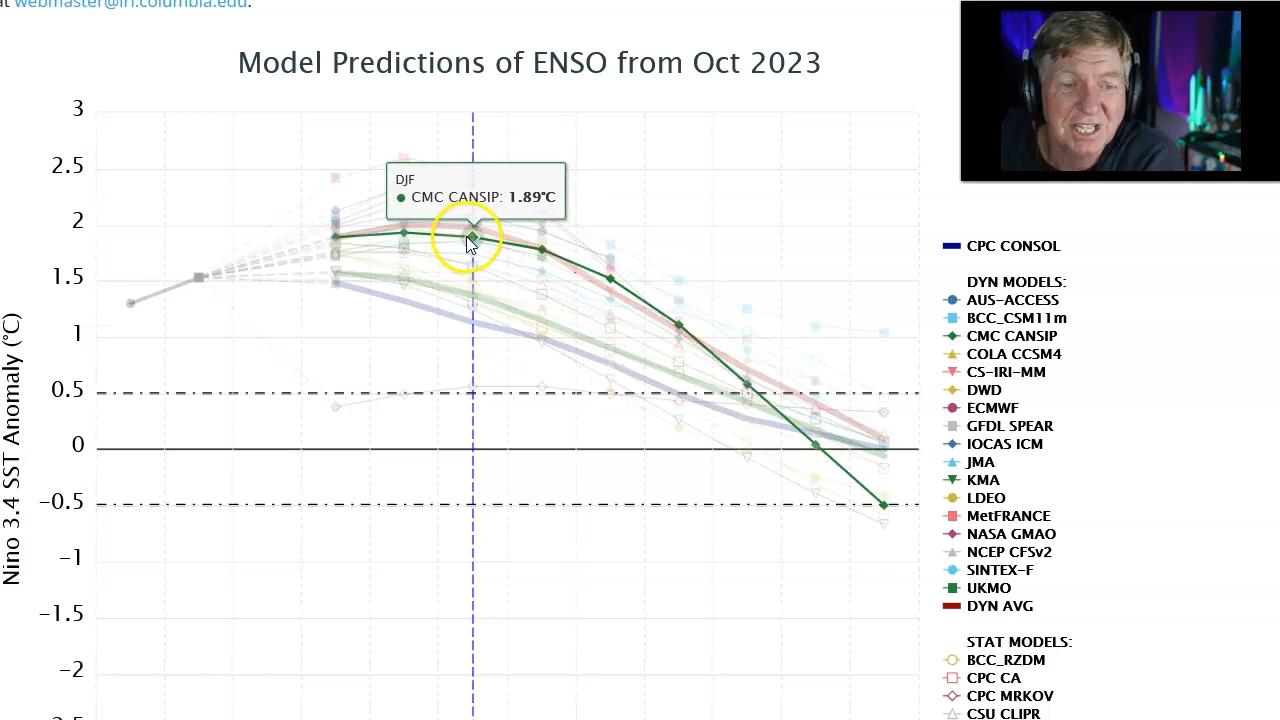 at webmaster@iri.columbia.edu.
Model Predictions of ENSO from Oct 2023
Nino 3.4 SST Anomaly (°C)
3
2.5
2
1.5
1
0.5
0
−0.5
−1
−1.5
−2
DJF
● CMC CANSIP: 1.89°C
CPC CONSOL
DYN MODELS:
AUS-ACCESS
BCC_CSM11m
CMC CANSIP
COLA CCSM4
CS-IRI-MM
DWD
ECMWF
GFDL SPEAR
IOCAS ICM
JMA
KMA
LDEO
MetFRANCE
NASA GMAO
NCEP CFSv2
SINTEX-F
UKMO
DYN AVG
STAT MODELS:
BCC_RZDM
CPC CA
CPC MRKOV
CSU CLIPR